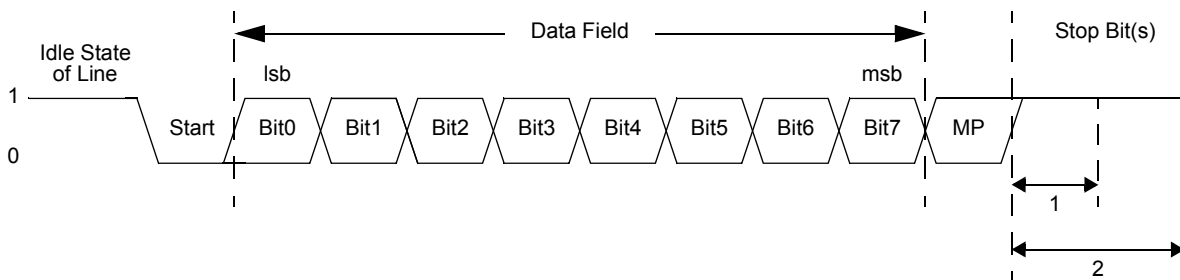 Data Field
Stop Bit(s)
Idle State
of Line
lsb
msb
1
Start
Bit0
Bit1
Bit2
Bit3
Bit4
Bit5
Bit6
Bit7
MP
0
1
2